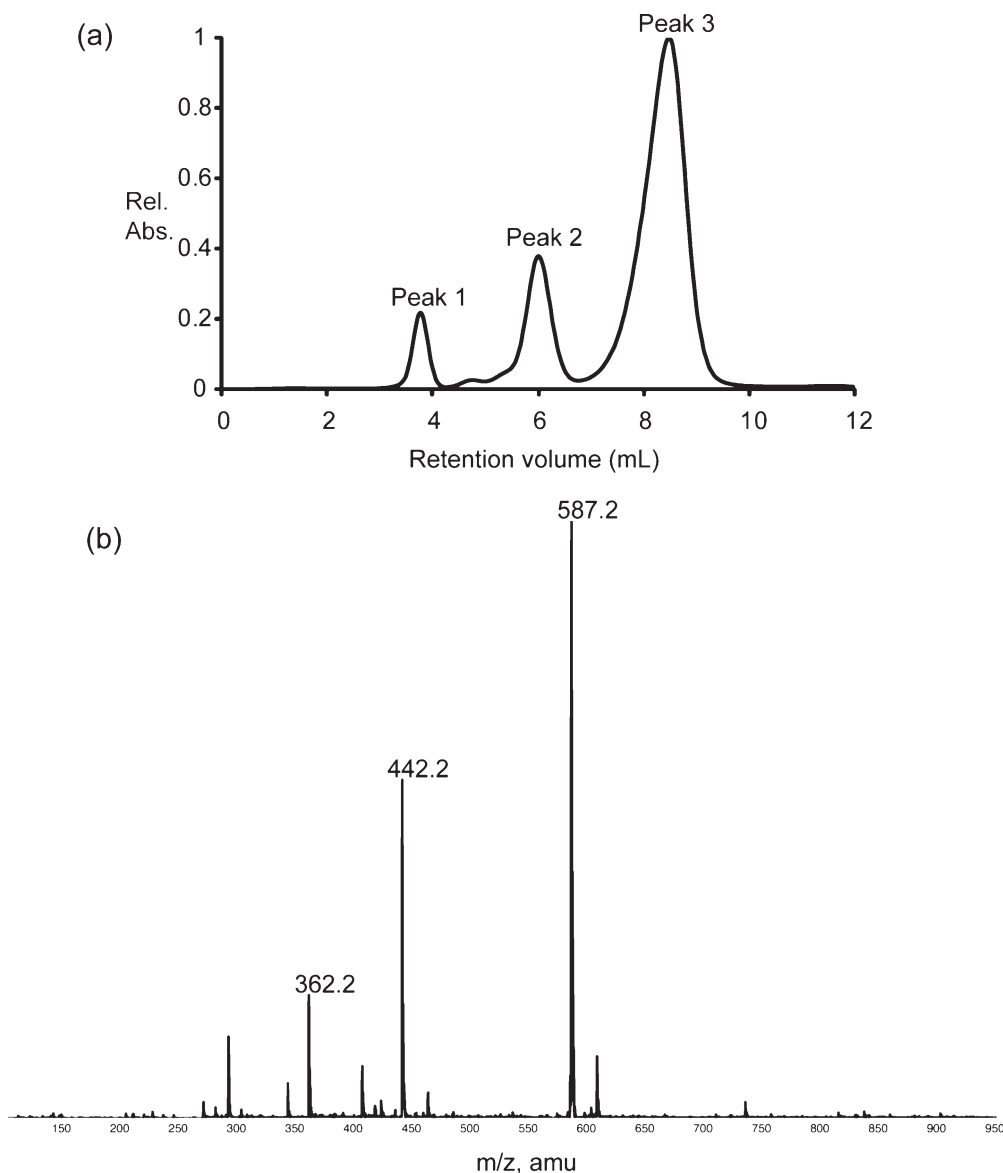 (a)
Peak 3
1
0.8
0.6
Rel.
Abs.
0.4
Peak 2
Peak 1
0.2
0
0 2 4 6 8 10 12
Retention volume (mL)
(b)
587.2
442.2
362.2
150 200 250 300 350 400 450 500 550 600 650 700 750 800 850 900 950
m/z, amu